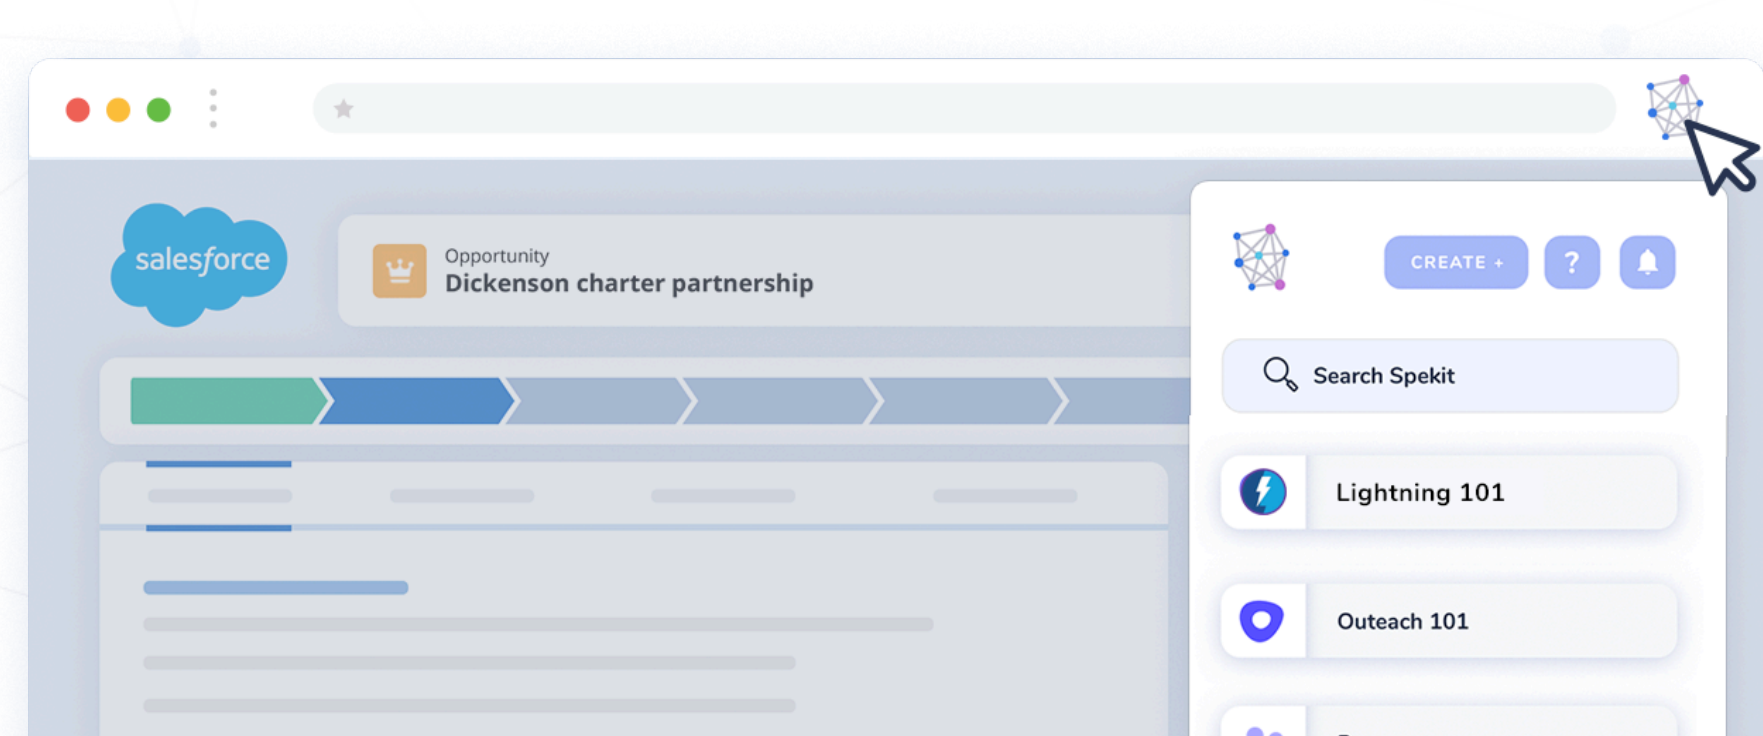 salesforce
Opportunity
Dickenson charter partnership
CREATE +
?
Search Spekit
Lightning 101
Outeach 101